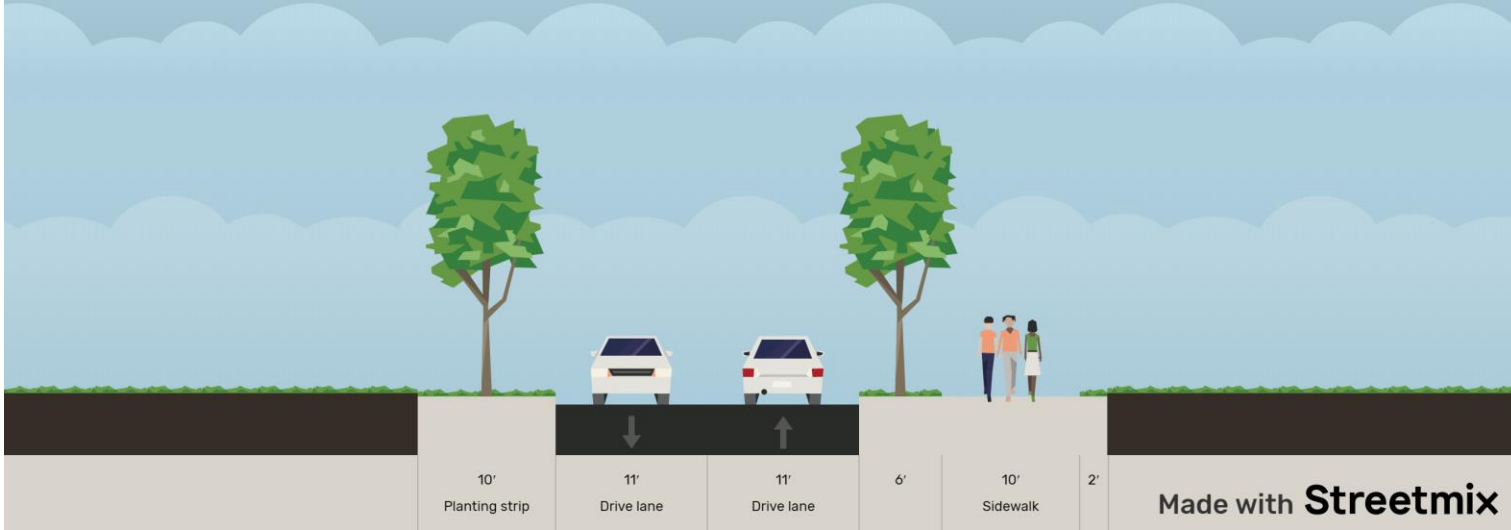 10′
Planting strip
11′
Drive lane
11′
Drive lane
6′
10′
Sidewalk
2′
Made with Streetmix